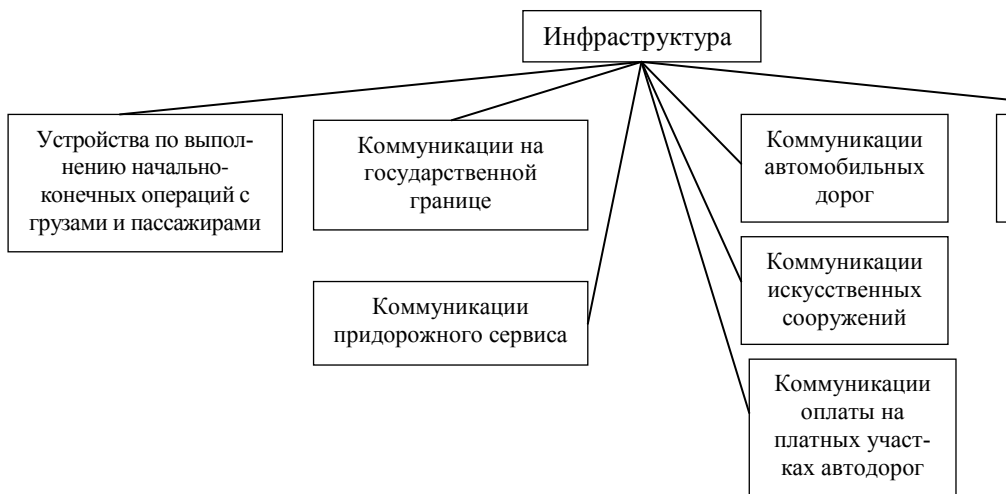 Инфраструктура
Устройства по выпол-
нению начально-
конечных операций с
грузами и пассажирами
Коммуникации на
государственной
границе
Коммуникации
автомобильных
дорог
Коммуникации
придорожного сервиса
Коммуникации
искусственных
сооружений
Коммуникации
оплаты на
платных участ-
ках автодорог